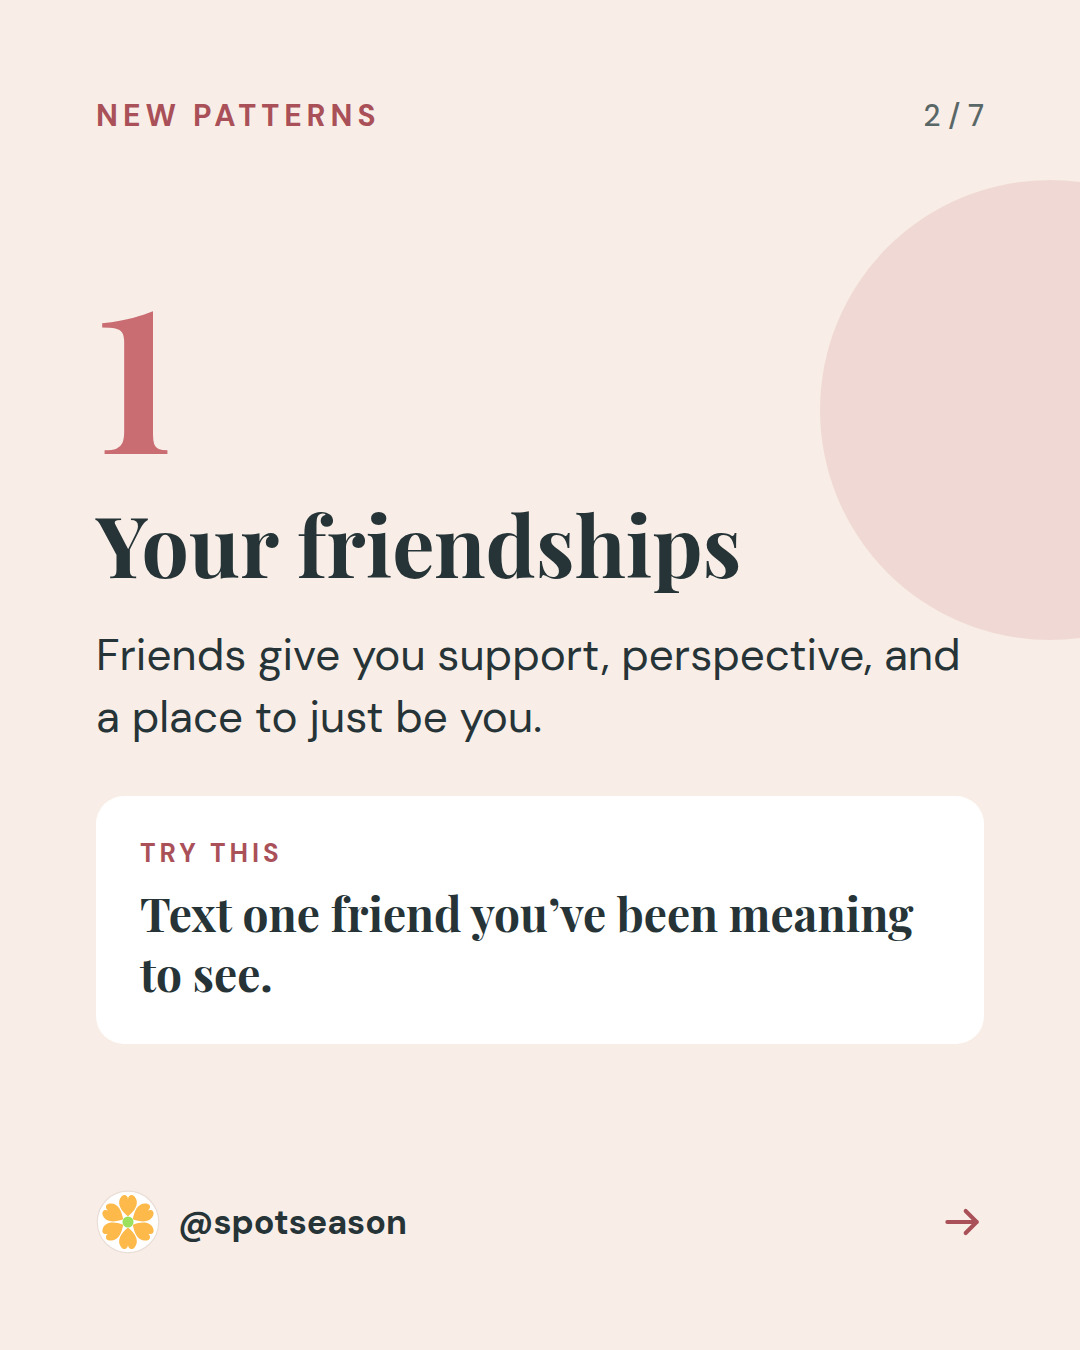 NEW PATTERNS
2 / 7
1
Your friendships
Friends give you support, perspective, and
a place to just be you.
TRY THIS
Text one friend you’ve been meaning
to see.
@spotseason